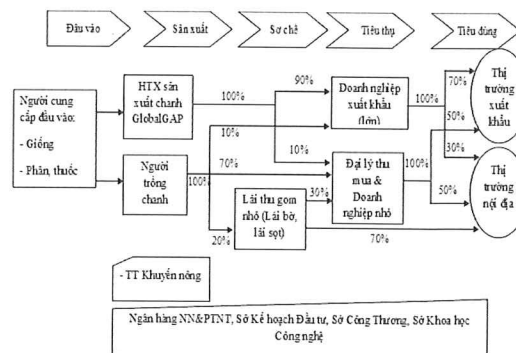 Đầu vào
Sản xuất
Sơ chế
Tiêu thụ
Tiêu dùng
Người cung
cấp đầu vào:
- Giống
- Phân, thuốc
HTX sản
xuất chanh
GlobalGAP
Người
trồng chanh
Lái thu gom
nhỏ (Lái bờ,
lái sọt)
Doanh nghiệp
xuất khẩu
(lớn)
Đại lý thu
mua &
Doanh
nghiệp nhỏ
Thị
trường
xuất
khẩu
Thị
trường
nội địa
100%
90%
10%
10%
70%
100%
20%
30%
70%
100%
100%
70%
50%
30%
50%
- TT Khuyến nông
Ngân hàng NN&PTNT, Sở Kế hoạch Đầu tư, Sở Công Thương, Sở Khoa học
Công nghệ